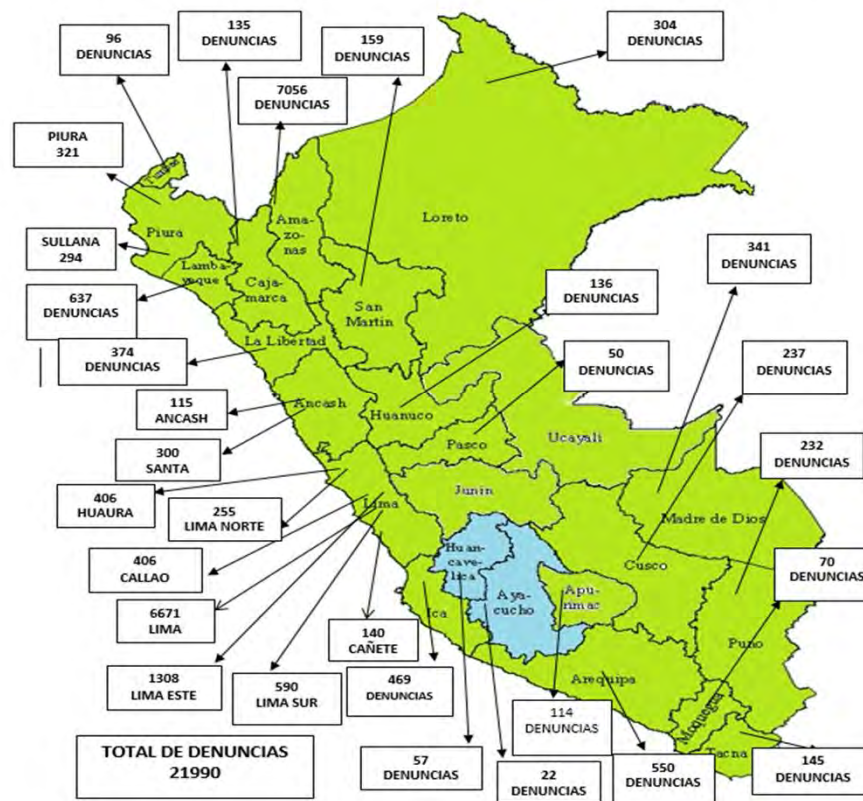 96
DENUNCIAS
135
DENUNCIAS
159
DENUNCIAS
304
DENUNCIAS
7056
DENUNCIAS
PIURA
321
SULLANA
294
637
DENUNCIAS
374
DENUNCIAS
115
ANCASH
300
SANTA
406
HUAURA
255
LIMA NORTE
406
CALLAO
6671
LIMA
1308
LIMA ESTE
590
LIMA SUR
140
CAÑETE
469
DENUNCIAS
57
DENUNCIAS
22
DENUNCIAS
114
DENUNCIAS
550
DENUNCIAS
145
DENUNCIAS
70
DENUNCIAS
232
DENUNCIAS
237
DENUNCIAS
341
DENUNCIAS
50
DENUNCIAS
136
DENUNCIAS
Piura
Lamba-
yeque
Ama-
zonas
Caja-
marca
Loreto
San
Martin
La Libertad
Ancash
Huanuco
Pasco
Ucayali
Lima
Junin
Madre de Dios
Cusco
Huan-
cave-
lica
Aya-
cucho
Apu-
rimac
Ica
Arequipa
Puno
Moquegua
Tacna
TOTAL DE DENUNCIAS
21990